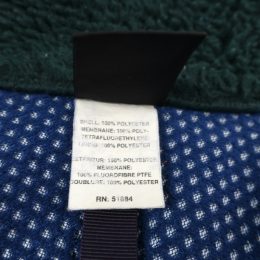 SHELL: 100% POLYESTER
MEMBRANE: 100% POLY-
TETRAFLUOROETHYLENE
LINING: 100% POLYESTER
EXTERIEUR: 100% POLYESTER
MEMBRANE:
100% FLUOROFIBRE PTFE
DOUBLURE: 100% POLYESTER
RN: 51884